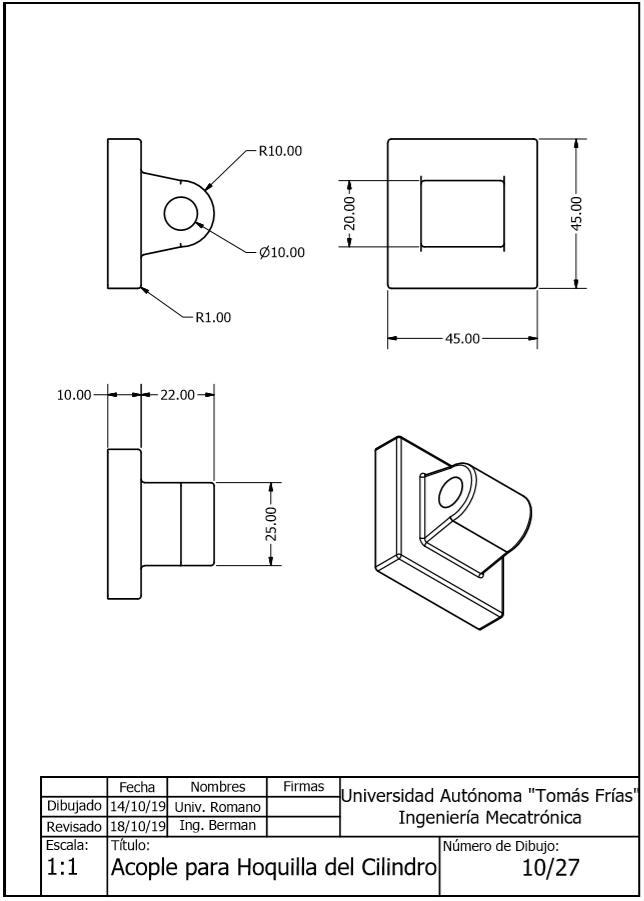 R10.00
Ø10.00
R1.00
20.00
45.00
45.00
10.00
22.00
25.00
Fecha Nombres Firmas
Dibujado 14/10/19 Univ. Romano
Revisado 18/10/19 Ing. Berman
Universidad Autónoma "Tomás Frías"
Ingeniería Mecatrónica
Escala:
1:1
Título:
Acople para Hoquilla del Cilindro
Número de Dibujo:
10/27